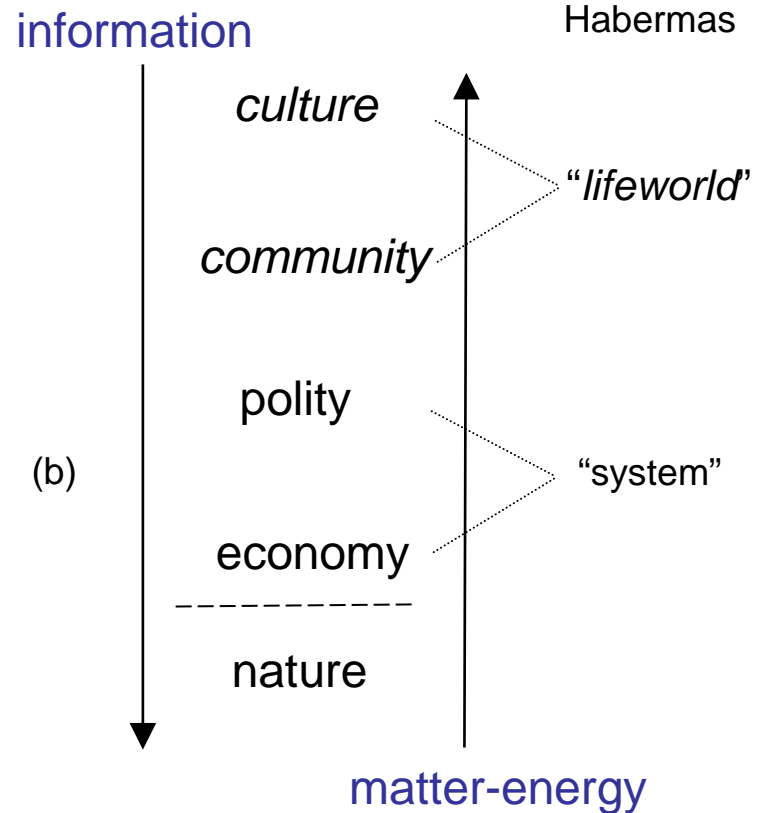 information
Habermas
culture
“lifeworld”
community
polity
(b)
“system”
economy
nature
matter-energy